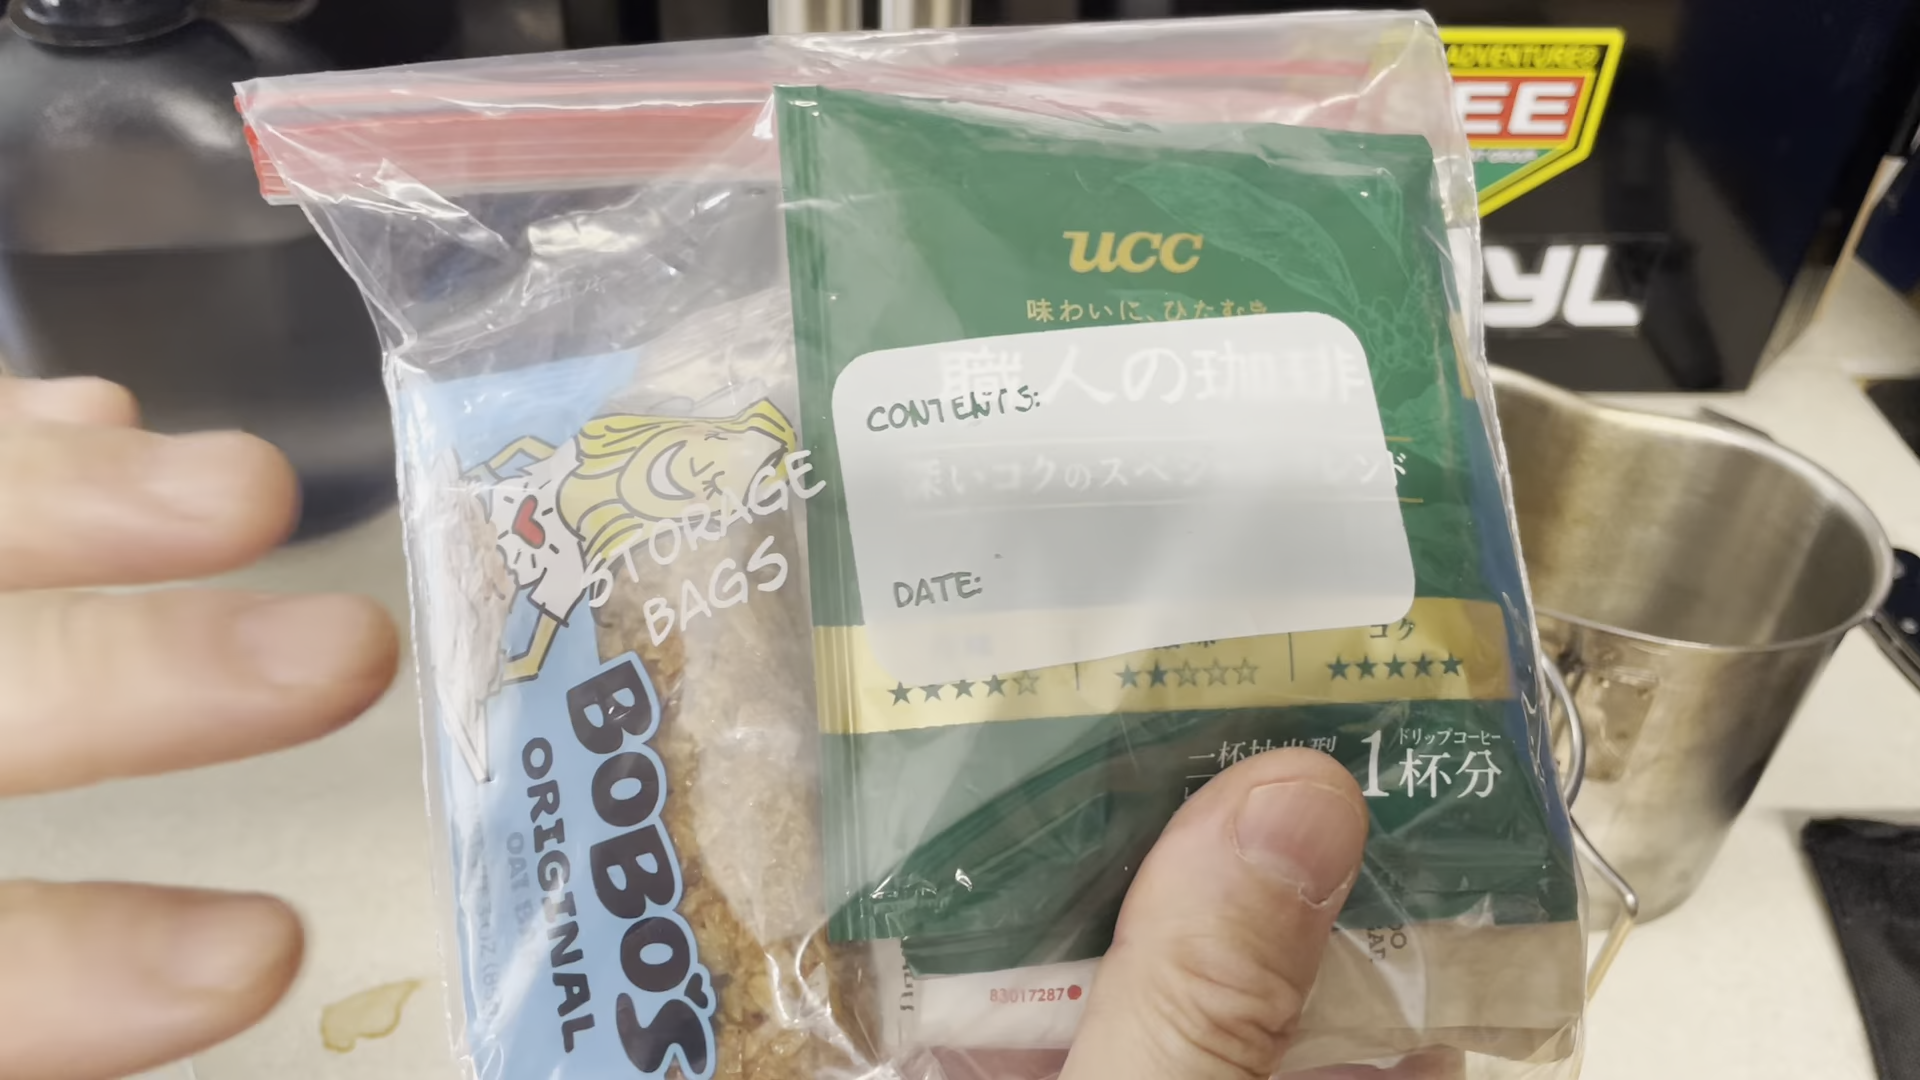 ADVENTURE
EE
YL
ucc
味わいに、ひたむき
職人の珈琲
CONTENTS:
深いコクのスペシャルブレンド
STORAGE
BAGS
DATE:
コク
★★★★☆
★★☆☆☆
★★★★★
ドリップコーヒー
1杯分
BOBO'S
ORIGINAL
OAT
83017287